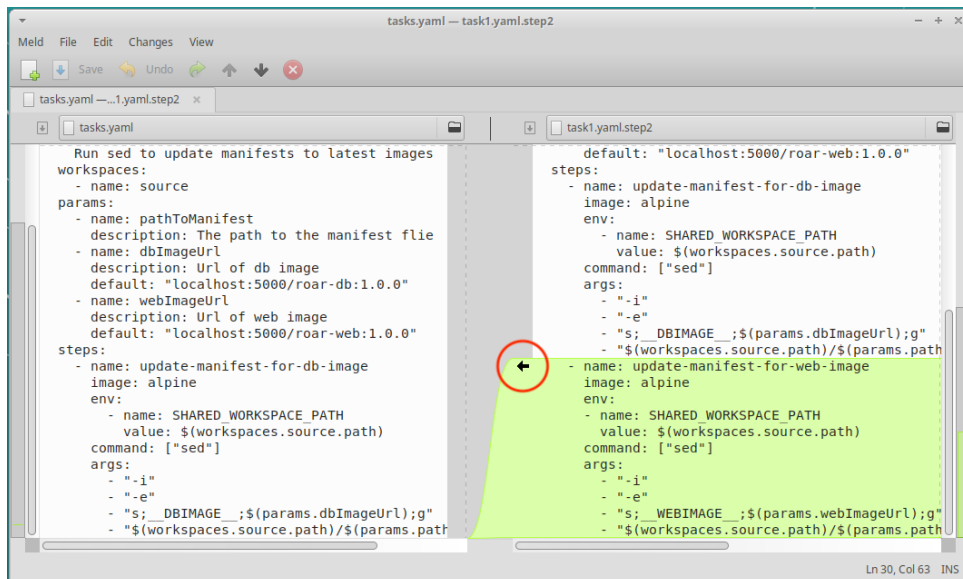 tasks.yaml — task1.yaml.step2
Meld File Edit Changes View
Save Undo
tasks.yaml —...1.yaml.step2
tasks.yaml
Run sed to update manifests to latest images
workspaces:
- name: source
params:
- name: pathToManifest
description: The path to the manifest flie
- name: dbImageUrl
description: Url of db image
default: "localhost:5000/roar-db:1.0.0"
- name: webImageUrl
description: Url of web image
default: "localhost:5000/roar-web:1.0.0"
steps:
- name: update-manifest-for-db-image
image: alpine
env:
- name: SHARED_WORKSPACE_PATH
value: $(workspaces.source.path)
command: ["sed"]
args:
- "-i"
- "-e"
- "s;__DBIMAGE__;$(params.dbImageUrl);g"
- "$(workspaces.source.path)/$(params.path
task1.yaml.step2
default: "localhost:5000/roar-web:1.0.0"
steps:
- name: update-manifest-for-db-image
image: alpine
env:
- name: SHARED_WORKSPACE_PATH
value: $(workspaces.source.path)
command: ["sed"]
args:
- "-i"
- "-e"
- "s;__DBIMAGE__;$(params.dbImageUrl);g"
- "$(workspaces.source.path)/$(params.path
- name: update-manifest-for-web-image
image: alpine
env:
- name: SHARED_WORKSPACE_PATH
value: $(workspaces.source.path)
command: ["sed"]
args:
- "-i"
- "-e"
- "s;__WEBIMAGE__;$(params.webImageUrl);g"
- "$(workspaces.source.path)/$(params.path
Ln 30, Col 63 INS